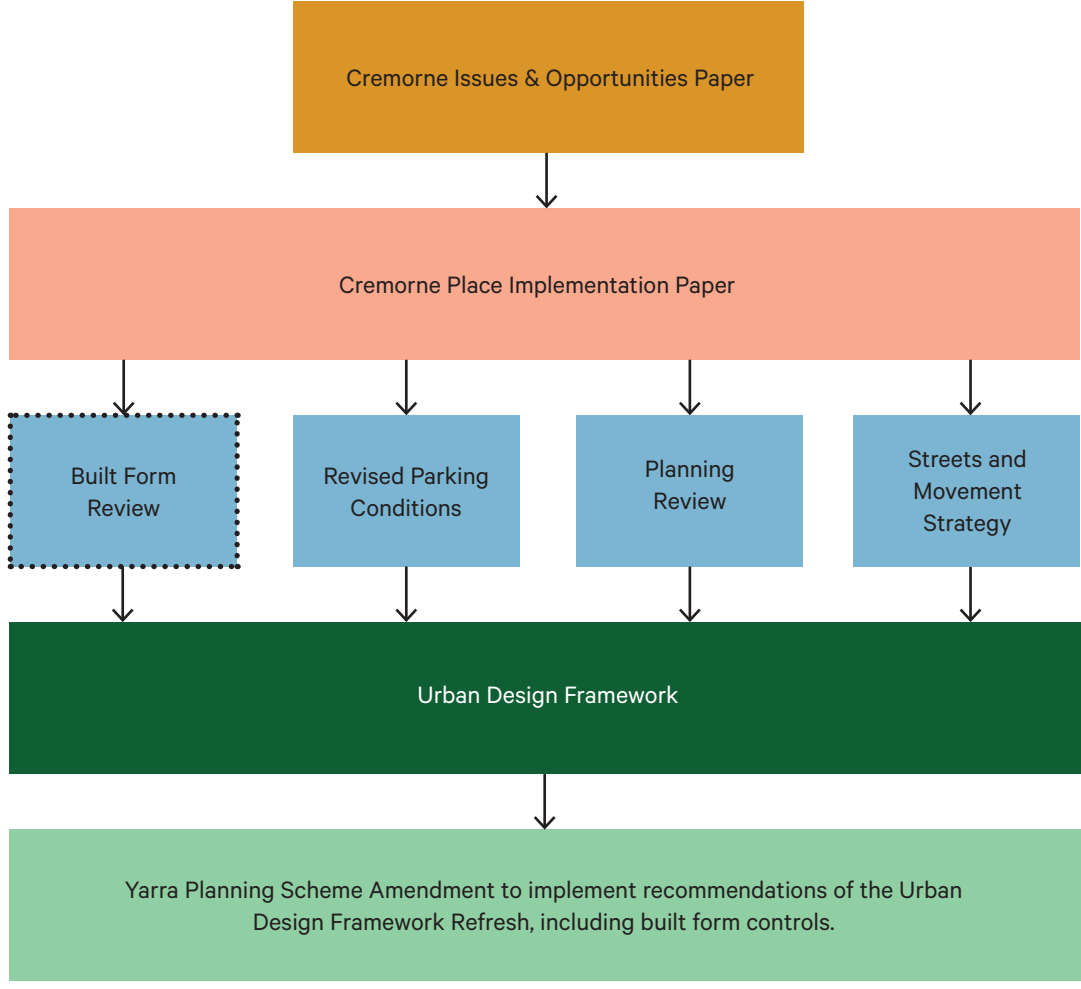 Cremorne Issues & Opportunities Paper
Cremorne Place Implementation Paper
Built Form
Review
Revised Parking
Conditions
Planning
Review
Streets and
Movement
Strategy
Urban Design Framework
Yarra Planning Scheme Amendment to implement recommendations of the Urban
Design Framework Refresh, including built form controls.